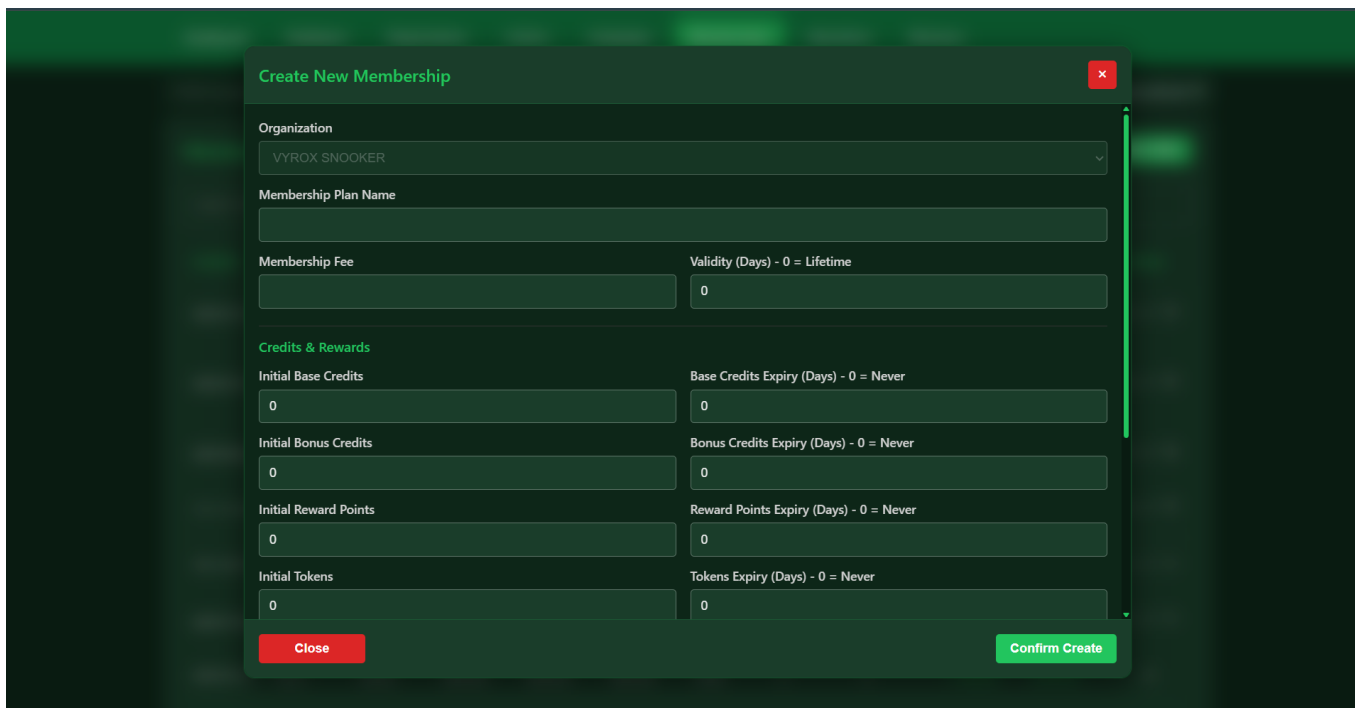 Create New Membership
×
Organization
VYROX SNOOKER
Membership Plan Name
Membership Fee
Validity (Days) - 0 = Lifetime
0
Credits & Rewards
Initial Base Credits
Base Credits Expiry (Days) - 0 = Never
0
0
Initial Bonus Credits
Bonus Credits Expiry (Days) - 0 = Never
0
0
Initial Reward Points
Reward Points Expiry (Days) - 0 = Never
0
0
Initial Tokens
Tokens Expiry (Days) - 0 = Never
0
0
Close
Confirm Create